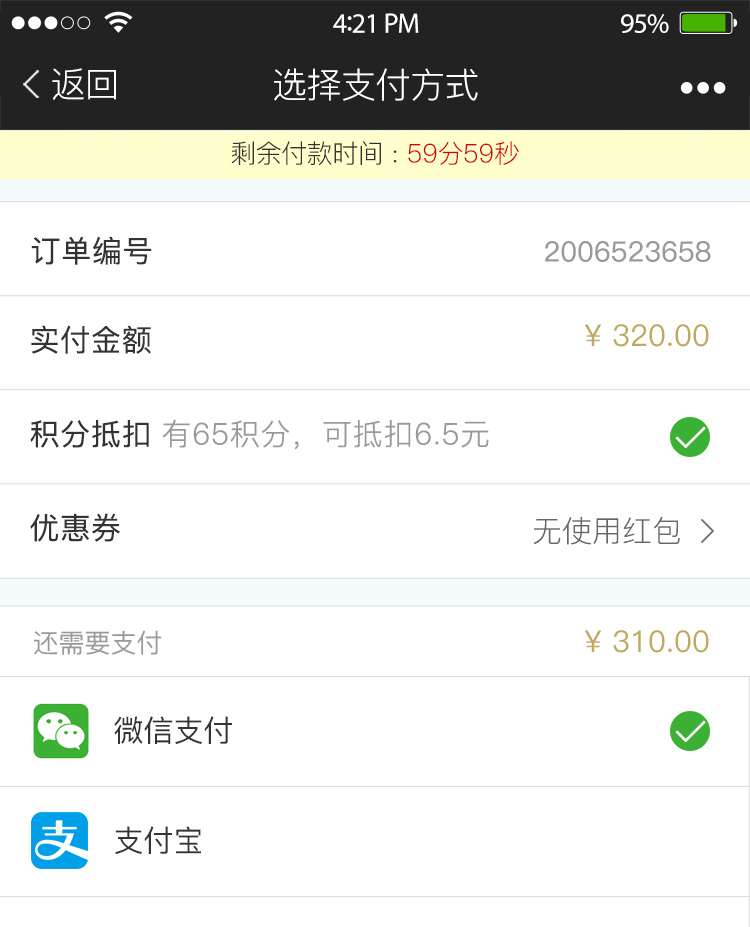 4:21 PM 95%
返回 选择支付方式
剩余付款时间：59分59秒
订单编号 2006523658
实付金额 ¥ 320.00
积分抵扣 有65积分，可抵扣6.5元
优惠券 无使用红包
还需要支付 ¥ 310.00
微信支付
支 支付宝